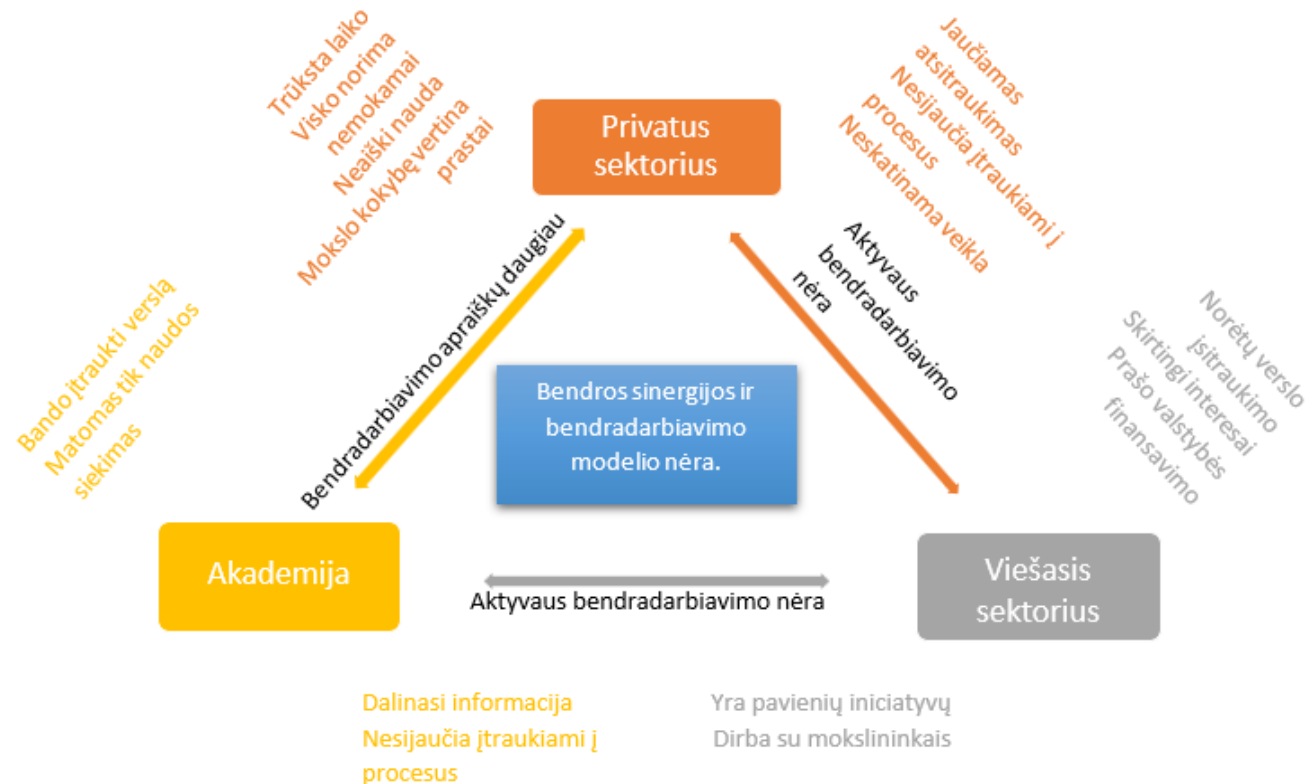 Trūksta laiko
Visko norima
nemokamai
Neaiški nauda
Mokslo kokybę vertina
prastai
Privatus
sektorius
Jaučiamas
atsitraukimas
Nesijaučia įtraukiami į
procesus
Neskatinama veikla
Bando įtraukti verslą
Matomas tik naudos
siekimas
Bendradarbiavimo apraiškų daugiau
Aktyvaus
bendradarbiavimo
nėra
Norėtų verslo
įsitraukimo
Skirtingi interesai
Prašo valstybės
finansavimo
Bendros sinergijos ir
bendradarbiavimo
modelio nėra.
Akademija
Aktyvaus bendradarbiavimo nėra
Viešasis
sektorius
Dalinasi informacija
Nesijaučia įtraukiami į
procesus
Yra pavienių iniciatyvų
Dirba su mokslininkais